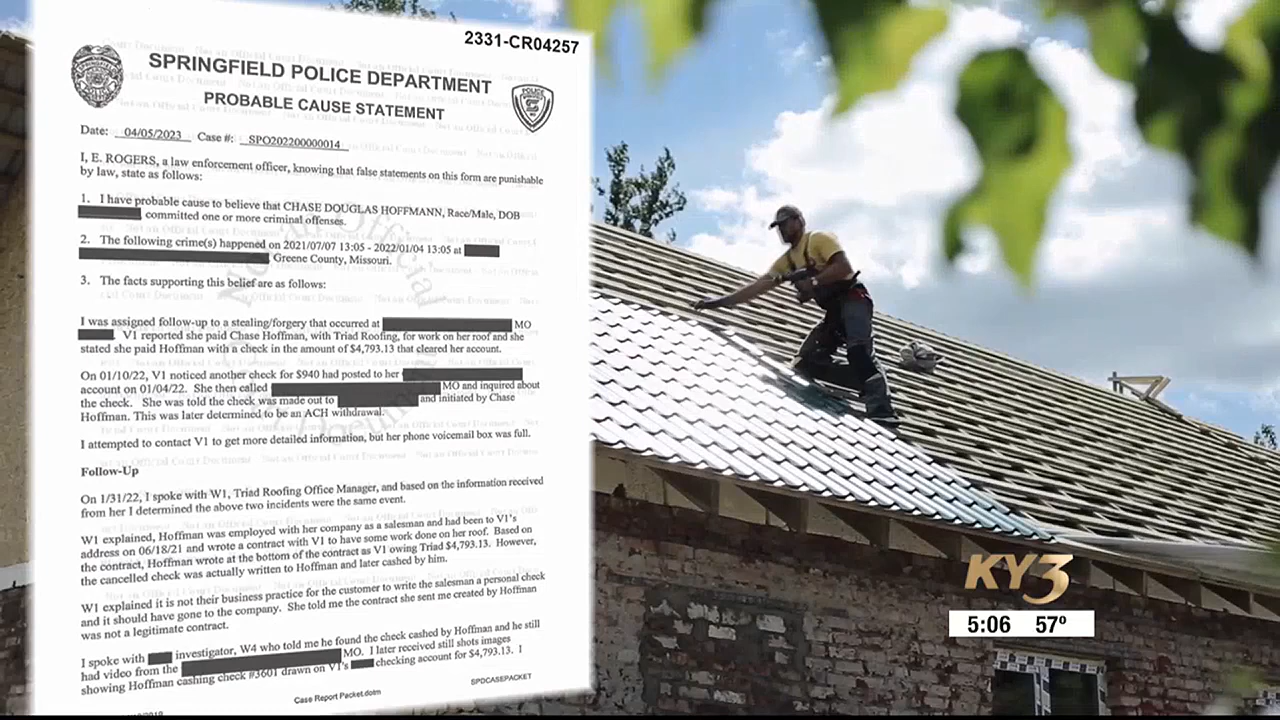 2331-CR04257
SPRINGFIELD POLICE DEPARTMENT
PROBABLE CAUSE STATEMENT
Date: 04/05/2023 Case #: SPO202200000014
I, E. ROGERS, a law enforcement officer, knowing that false statements on this form are punishable
by law, state as follows:
1. I have probable cause to believe that CHASE DOUGLAS HOFFMANN, Race/Male, DOB
committed one or more criminal offenses.
2. The following crime(s) happened on 2021/07/07 13:05 - 2022/01/04 13:05 at
Greene County, Missouri.
3. The facts supporting this belief are as follows:
I was assigned follow-up to a stealing/forgery that occurred at MO
V1 reported she paid Chase Hoffman, with Triad Roofing, for work on her roof and she
stated she paid Hoffman with a check in the amount of $4,793.13 that cleared her account.
On 01/10/22, V1 noticed another check for $940 had posted to her
account on 01/04/22. She then called MO and inquired about
the check. She was told the check was made out to and initiated by Chase
Hoffman. This was later determined to be an ACH withdrawal.
I attempted to contact V1 to get more detailed information, but her phone voicemail box was full.
Follow-Up
On 1/31/22, I spoke with W1, Triad Roofing Office Manager, and based on the information received
from her I determined the above two incidents were the same event.
W1 explained, Hoffman was employed with her company as a salesman and had been to V1's
address on 06/18/21 and wrote a contract with V1 to have some work done on her roof. Based on
the contract, Hoffman wrote at the bottom of the contract as V1 owing Triad $4,793.13. However,
the cancelled check was actually written to Hoffman and later cashed by him.
W1 explained it is not their business practice for the customer to write the salesman a personal check
and it should have gone to the company. She told me the contract she sent me created by Hoffman
was not a legitimate contract.
I spoke with investigator, W4 who told me he found the check cashed by Hoffman and he still
had video from the MO. I later received still shots images
showing Hoffman cashing check #3601 drawn on V1's checking account for $4,793.13. I
Case Report Packet.dotm
SPDCASEPACKET
KY3
5:06 57º